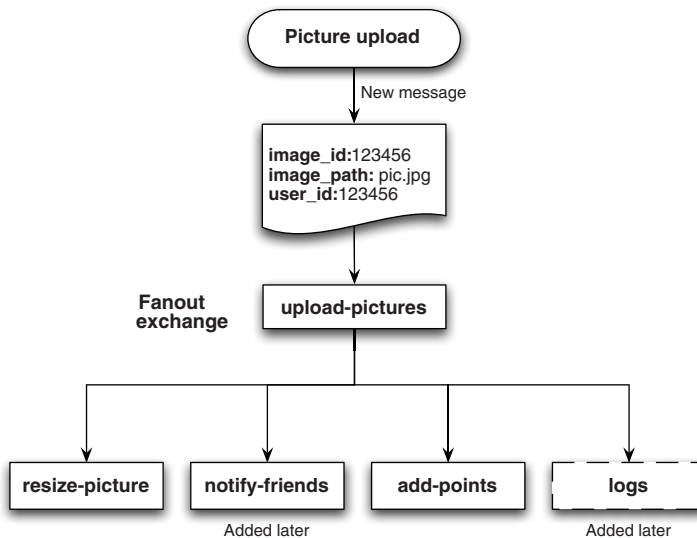 Picture upload
New message
image_id:123456
image_path: pic.jpg
user_id:123456
Fanout
exchange
upload-pictures
resize-picture
notify-friends
add-points
logs
Added later
Added later